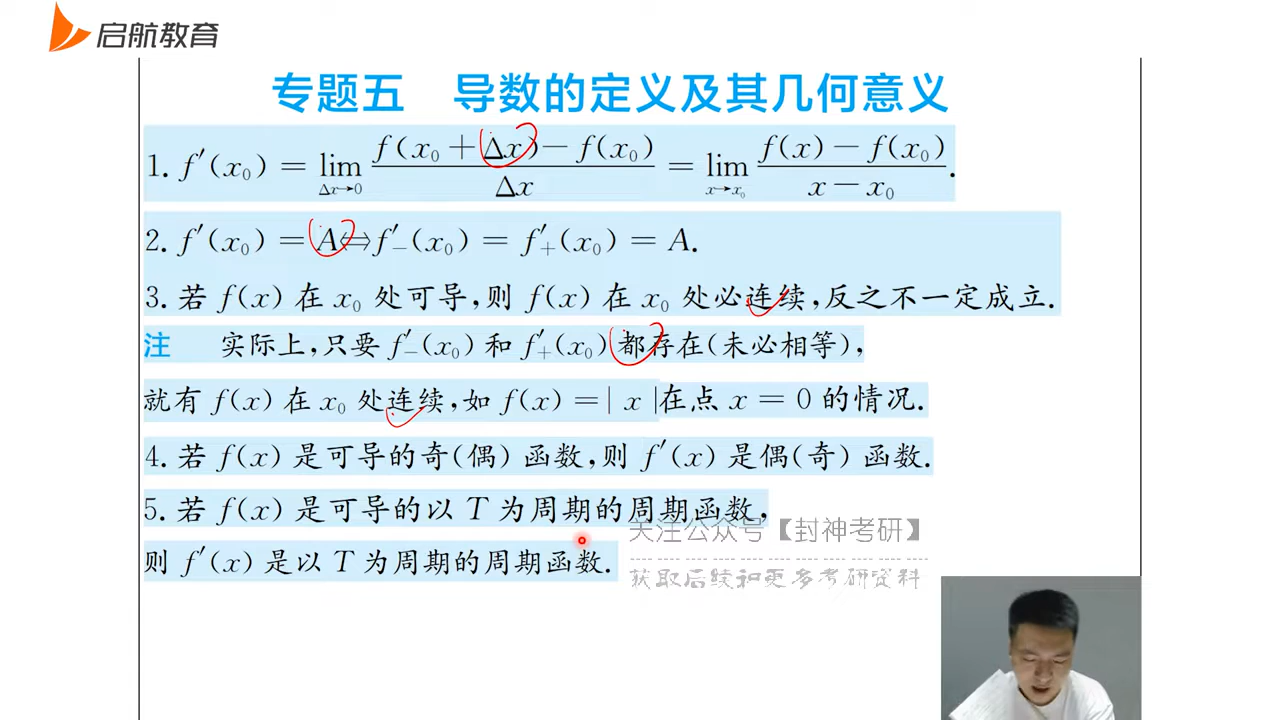 启航教育
专题五 导数的定义及其几何意义
1. f′(x₀) = lim_{Δx→0} \frac{f(x₀+Δx)−f(x₀)}{Δx} = lim_{x→x₀} \frac{f(x)−f(x₀)}{x−x₀}.
2. f′(x₀) = A⇔f′₋(x₀) = f′₊(x₀) = A.
3. 若 f(x) 在 x₀ 处可导,则 f(x) 在 x₀ 处必连续,反之不一定成立.
注 实际上,只要 f′₋(x₀) 和 f′₊(x₀) 都存在(未必相等),
就有 f(x) 在 x₀ 处连续,如 f(x) = | x |在点 x = 0 的情况.
4. 若 f(x) 是可导的奇(偶) 函数,则 f′(x) 是偶(奇) 函数.
5. 若 f(x) 是可导的以 T 为周期的周期函数,
关注公众号【封神考研】
则 f′(x) 是以 T 为周期的周期函数.
获取后续和更多考研资料